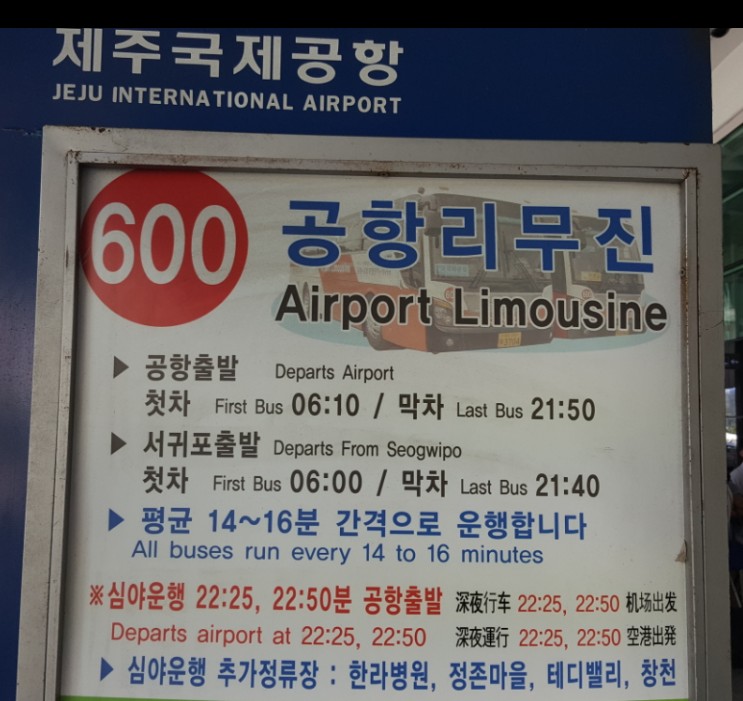 제주국제공항
JEJU INTERNATIONAL AIRPORT
600 공항리무진
Airport Limousine
▶ 공항출발 Departs Airport
첫차 First Bus 06:10 / 막차 Last Bus 21:50
▶ 서귀포출발 Departs From Seogwipo
첫차 First Bus 06:00 / 막차 Last Bus 21:40
▶ 평균 14~16분 간격으로 운행합니다
All buses run every 14 to 16 minutes
※심야운행 22:25, 22:50분 공항출발 深夜行车 22:25, 22:50 机场出发
Departs airport at 22:25, 22:50 深夜運行 22:25, 22:50 空港出発
▶ 심야운행 추가정류장 : 한라병원, 정존마을, 테디밸리, 창천